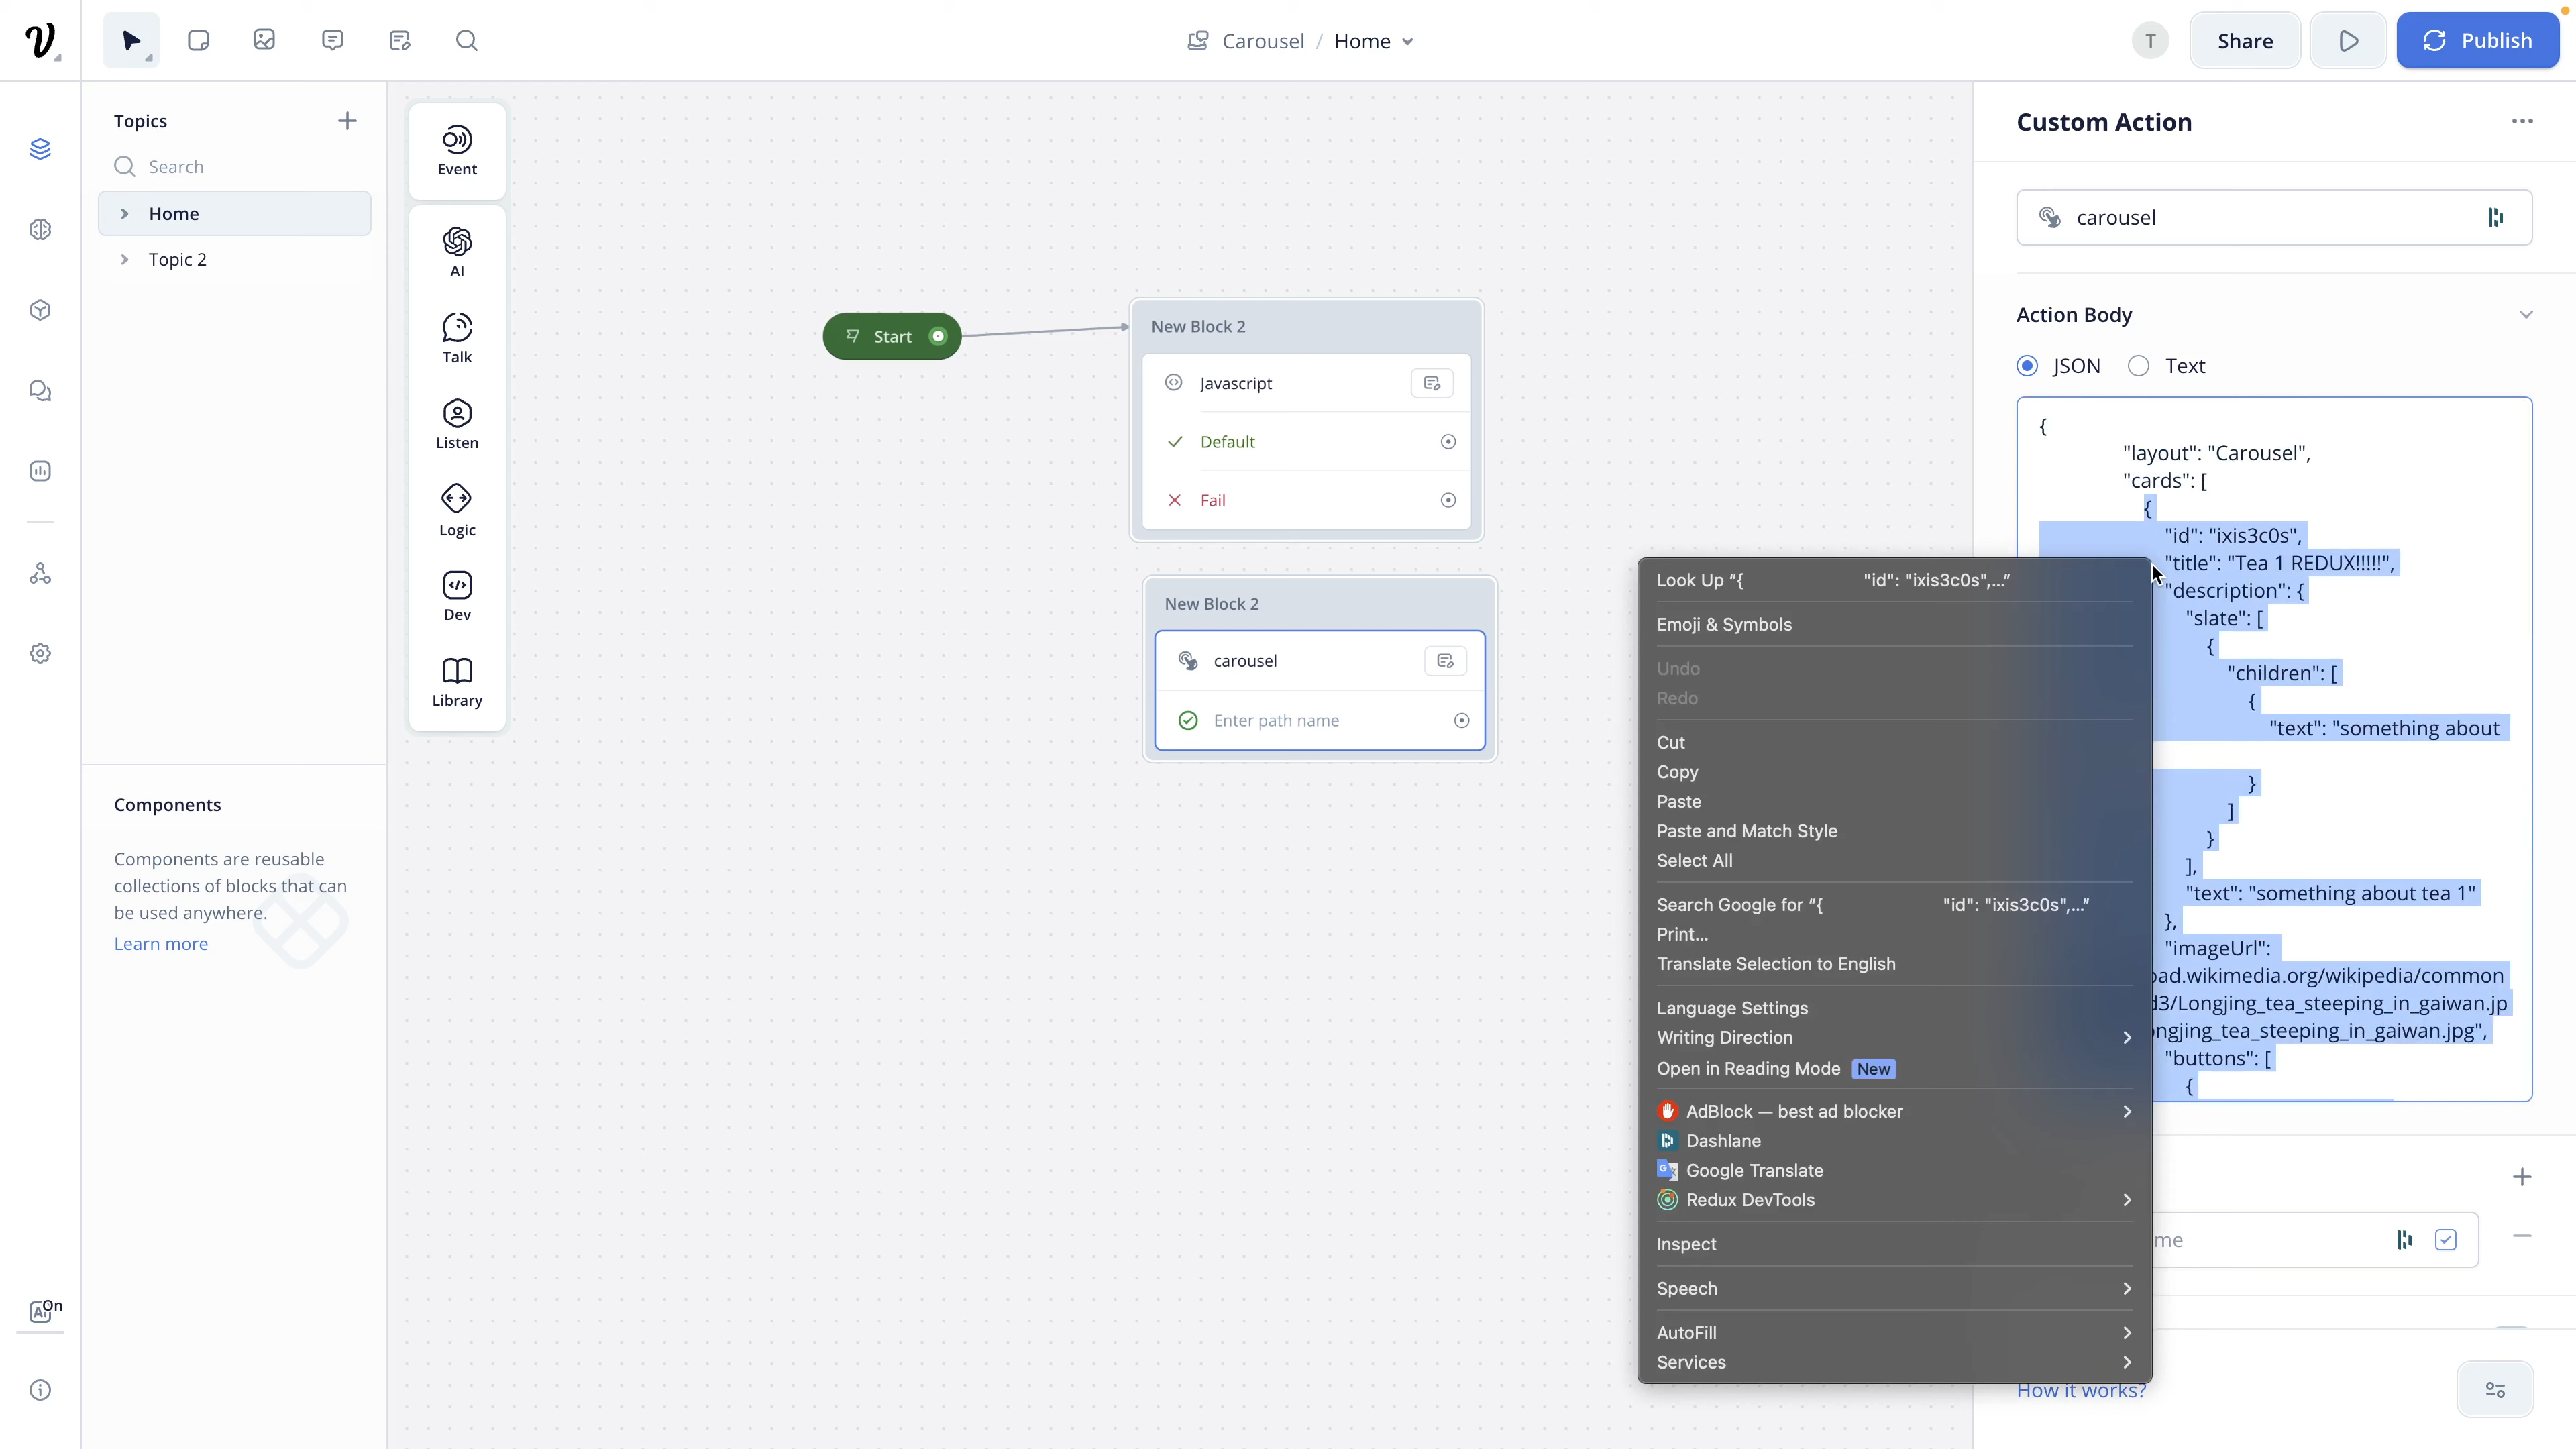 Carousel / Home
T
Share
Publish
Topics
Search
Home
Topic 2
Event
AI
Talk
Listen
Logic
Dev
Library
Components
Components are reusable
collections of blocks that can
be used anywhere.
Learn more
On
Start
New Block 2
Javascript
Default
Fail
New Block 2
carousel
Enter path name
Look Up “{ "id": "ixis3c0s",…”
Emoji & Symbols
Undo
Redo
Cut
Copy
Paste
Paste and Match Style
Select All
Search Google for “{ "id": "ixis3c0s",…”
Print...
Translate Selection to English
Language Settings
Writing Direction
Open in Reading Mode New
AdBlock — best ad blocker
Dashlane
Google Translate
Redux DevTools
Inspect
Speech
AutoFill
Services
Custom Action
carousel
Action Body
JSON
Text
{
"layout": "Carousel",
"cards": [
{
"id": "ixis3c0s",
"title": "Tea 1 REDUX!!!!!",
"description": {
"slate": [
{
"children": [
{
"text": "something about
}
]
}
],
"text": "something about tea 1"
},
"imageUrl":
oad.wikimedia.org/wikipedia/common
d3/Longjing_tea_steeping_in_gaiwan.jp
ongjing_tea_steeping_in_gaiwan.jpg",
"buttons": [
{
me
How it works?